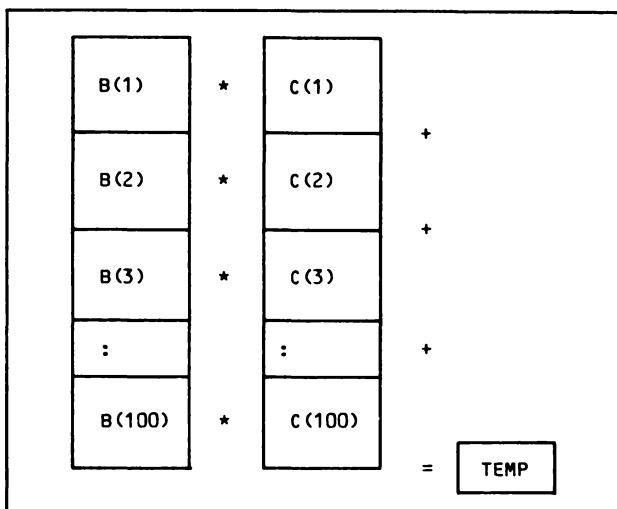 B(1) * C(1)
+
B(2) * C(2)
+
B(3) * C(3)
: : +
B(100) * C(100)
= TEMP